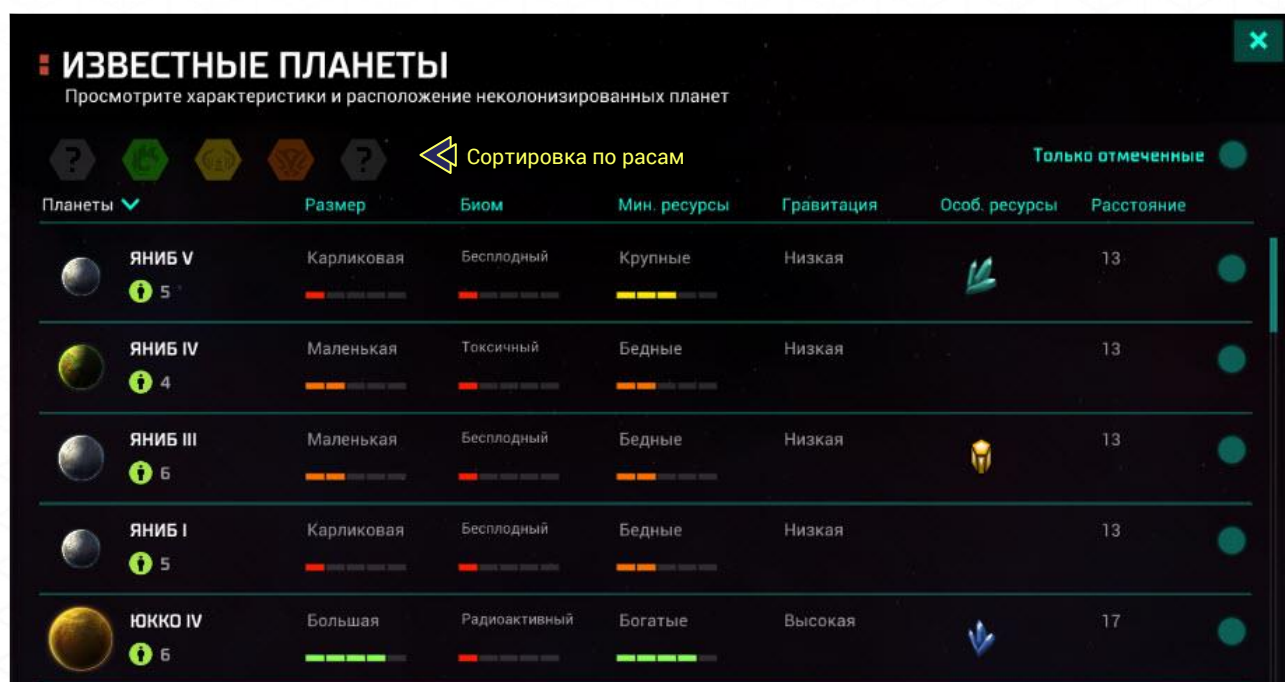 ИЗВЕСТНЫЕ ПЛАНЕТЫ
Просмотрите характеристики и расположение неколонизированных планет
? ? Сортировка по расам Только отмеченные
Планеты Размер Биом Мин. ресурсы Гравитация Особ. ресурсы Расстояние
ЯНИБ V Карликовая Бесплодный Крупные Низкая 13
5
ЯНИБ IV Маленькая Токсичный Бедные Низкая 13
4
ЯНИБ III Маленькая Бесплодный Бедные Низкая 13
6
ЯНИБ I Карликовая Бесплодный Бедные Низкая 13
5
ЮККО IV Большая Радиоактивный Богатые Высокая 17
6